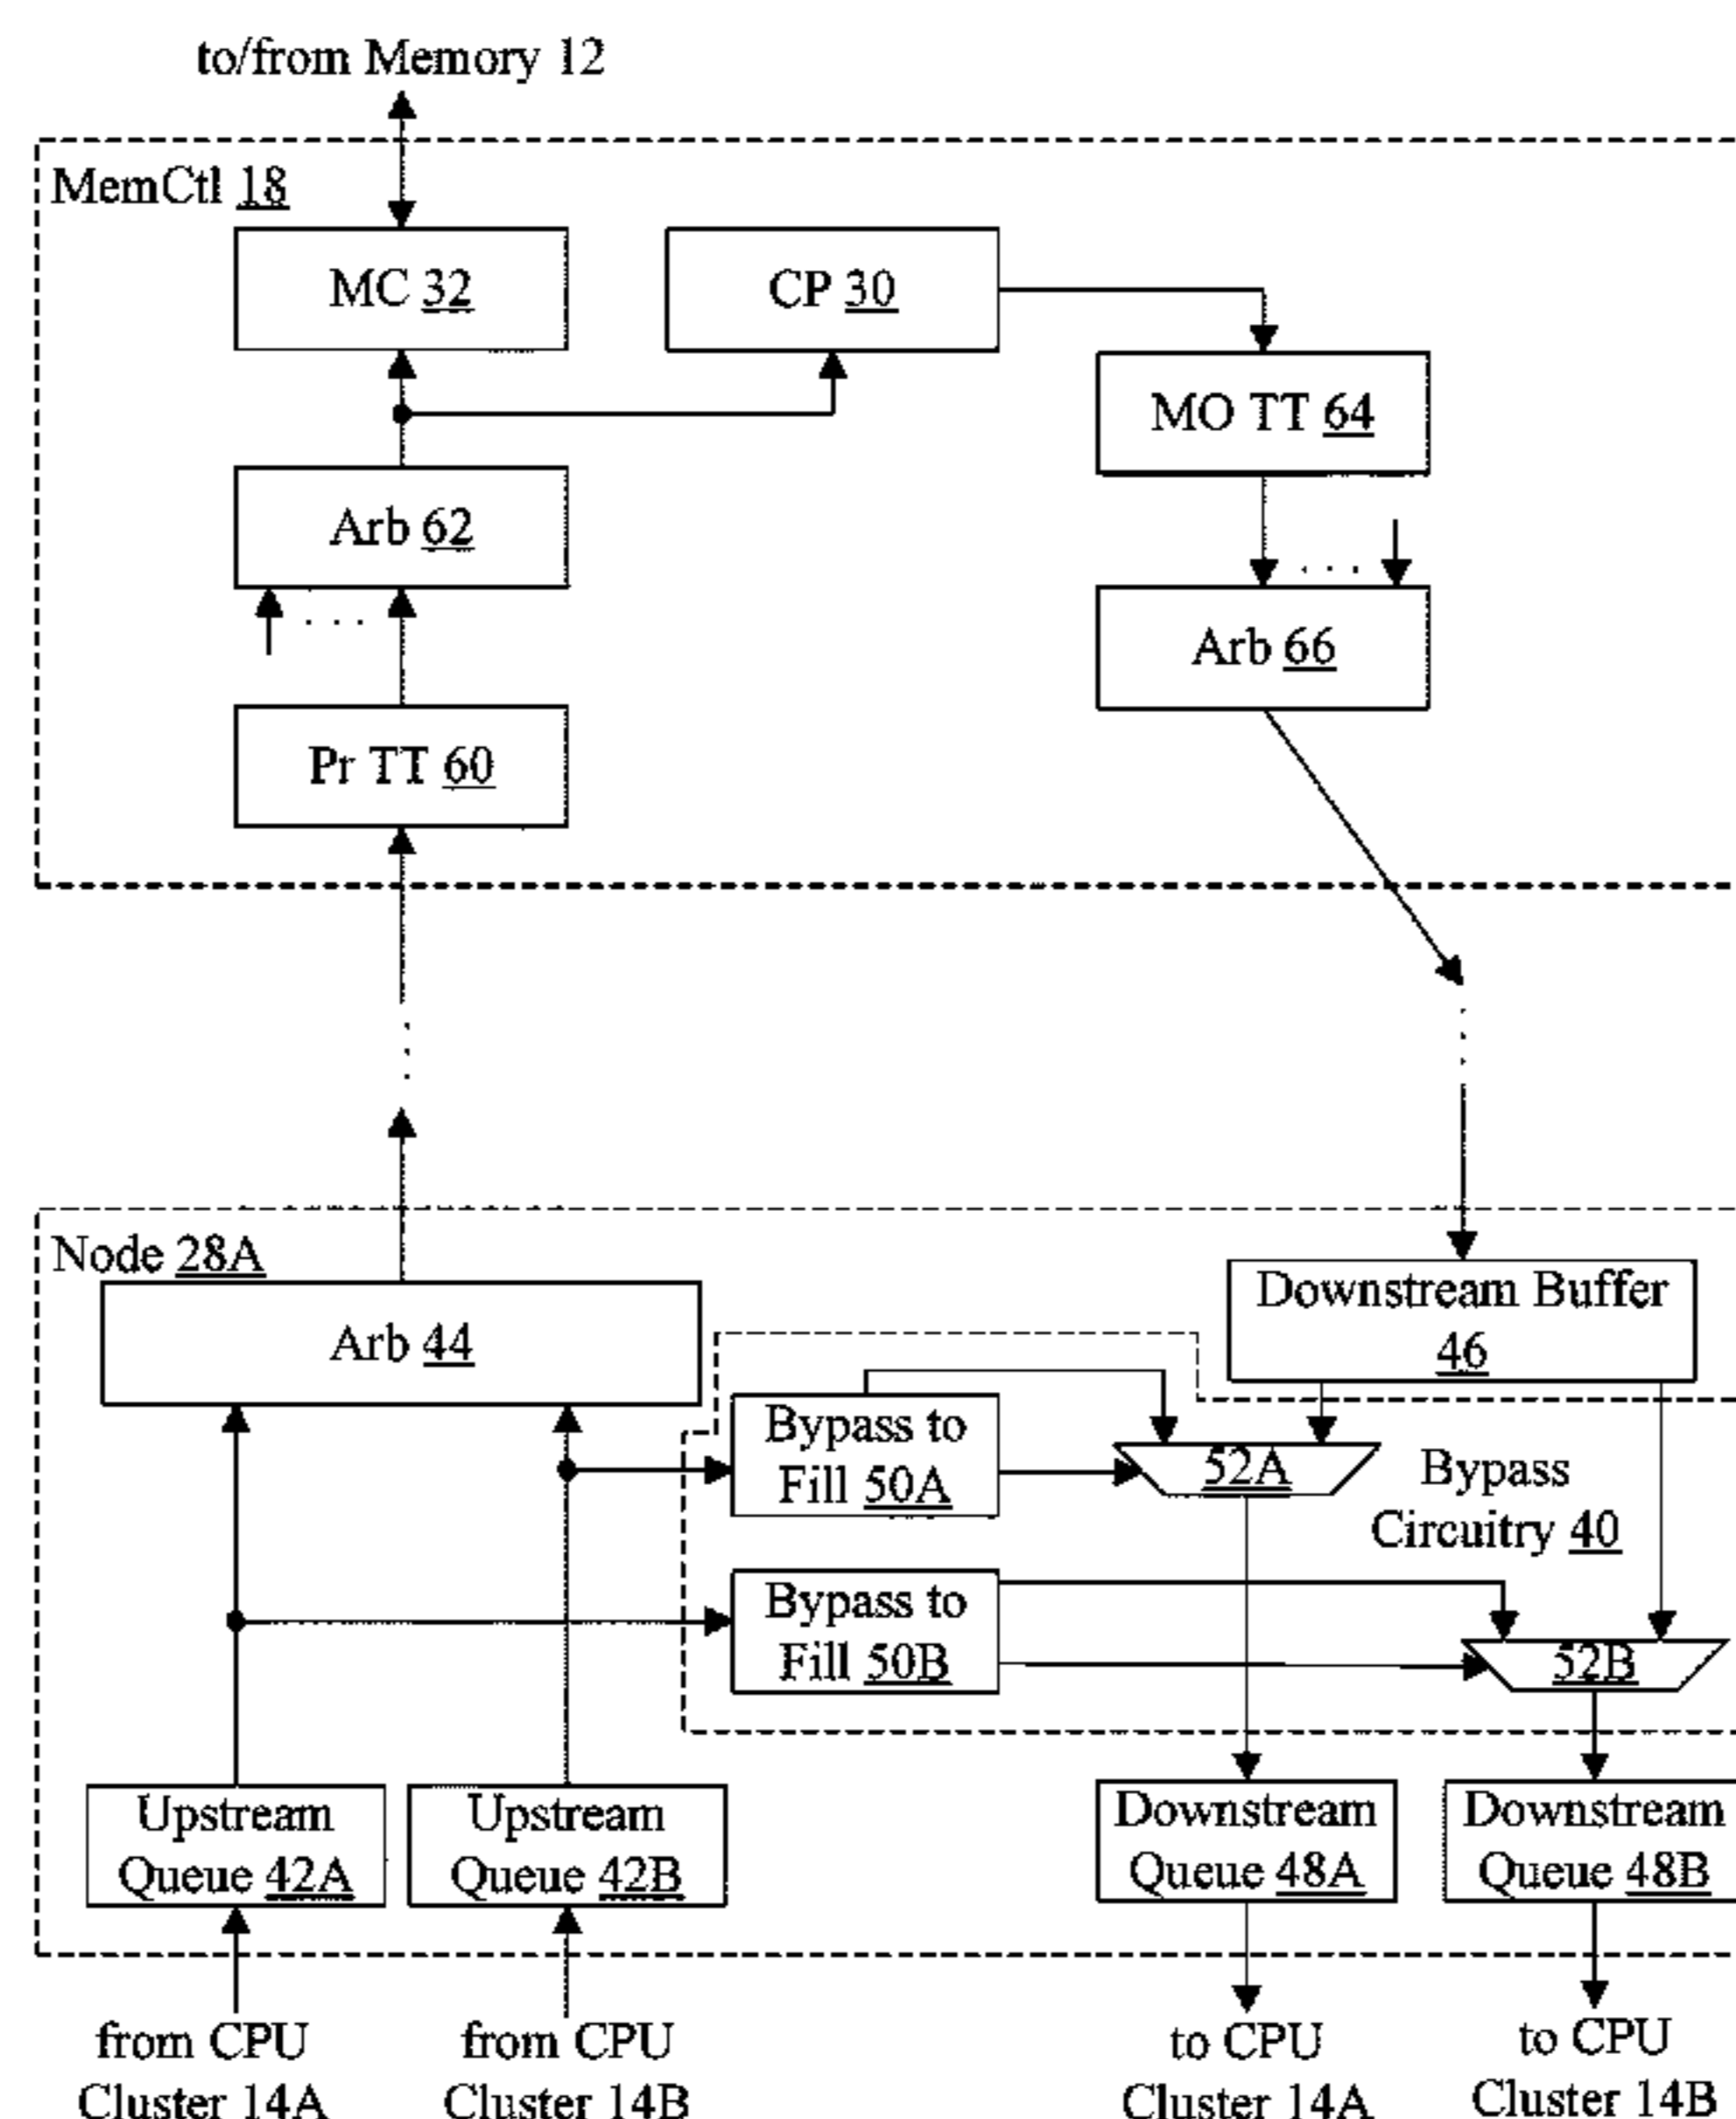 to/from Memory 12
MemCtl 18
MC 32
CP 30
MO TT 64
Arb 62
. . .
. . .
Arb 66
Pr TT 60
Node 28A
Downstream Buffer
46
Arb 44
Bypass to
Fill 50A
52A
Bypass
Circuitry 40
Bypass to
Fill 50B
52B
Upstream
Queue 42A
Upstream
Queue 42B
Downstream
Queue 48A
Downstream
Queue 48B
from CPU
Cluster 14A
from CPU
Cluster 14B
to CPU
Cluster 14A
to CPU
Cluster 14B